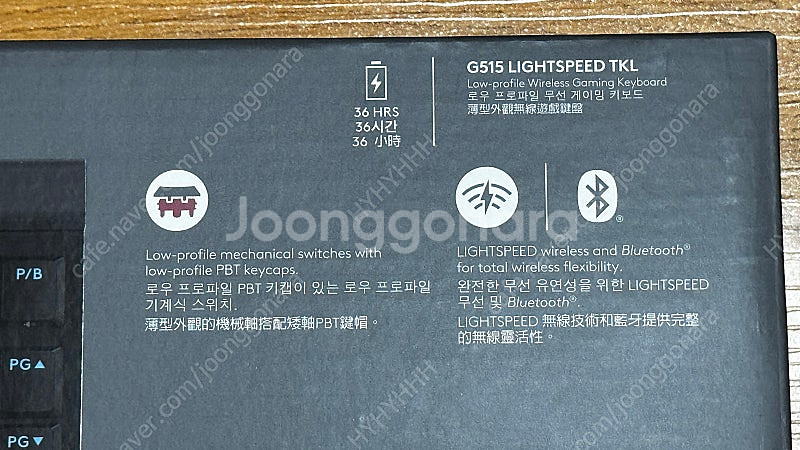 G515 LIGHTSPEED TKL
Low-profile Wireless Gaming Keyboard
로우 프로파일 무선 게이밍 키보드
薄型外觀無線遊戲鍵盤
36 HRS
36시간
36 小時
Low-profile mechanical switches with
low-profile PBT keycaps.
로우 프로파일 PBT 키캡이 있는 로우 프로파일
기계식 스위치.
薄型外觀的機械軸搭配矮軸PBT鍵帽。
LIGHTSPEED wireless and Bluetooth®
for total wireless flexibility.
완전한 무선 유연성을 위한 LIGHTSPEED
무선 및 Bluetooth®.
LIGHTSPEED 無線技術和藍牙提供完整
的無線靈活性。
P/B
PG▲
PG▼
Joonggonara
cafe.naver.com/joonggonara
HYHYHHH